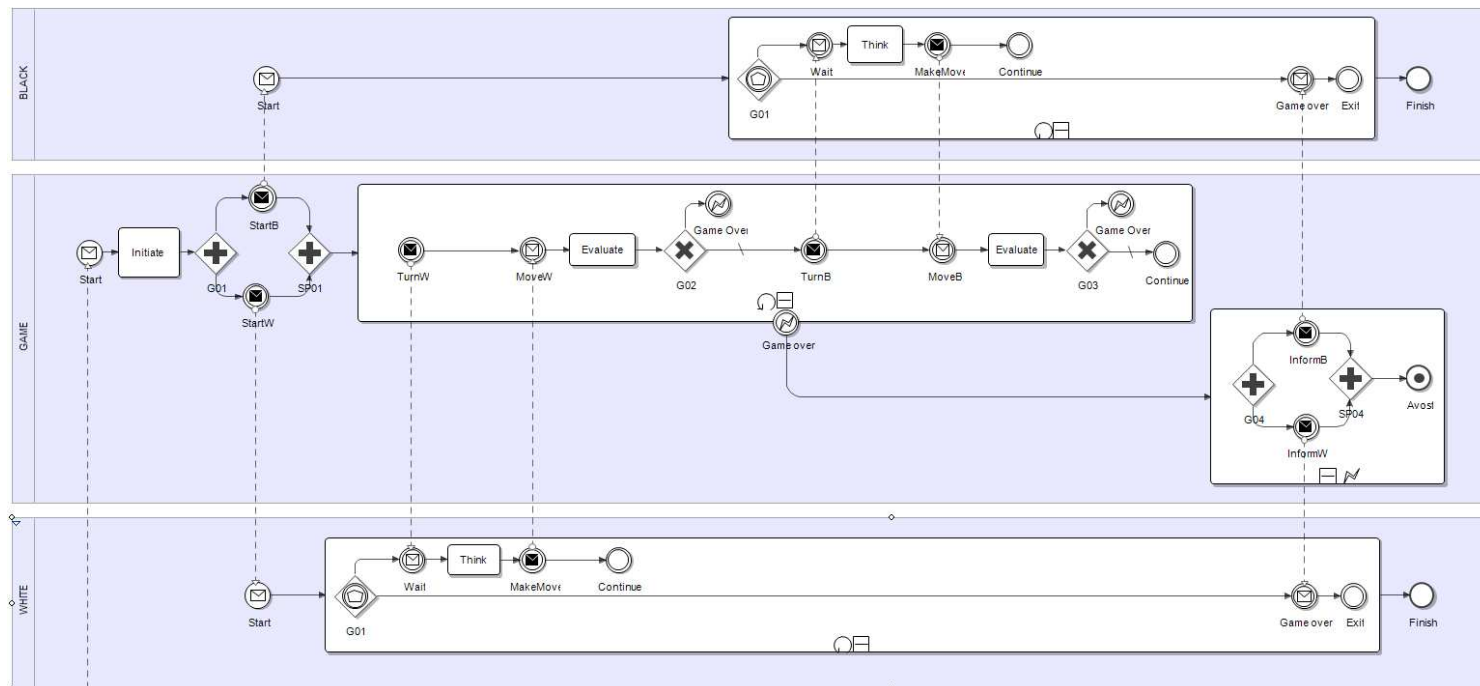 BLACK
Start
G01
Wait
Think
MakeMove
Continue
Game over
Exit
Finish
GAME
Start
Initiate
G01
StartB
StartW
SP01
TurnW
MoveW
Evaluate
G02
Game Over
TurnB
MoveB
Evaluate
G03
Game Over
Continue
Game over
G04
InformB
InformW
SP04
Avost
WHITE
Start
G01
Wait
Think
MakeMove
Continue
Game over
Exit
Finish